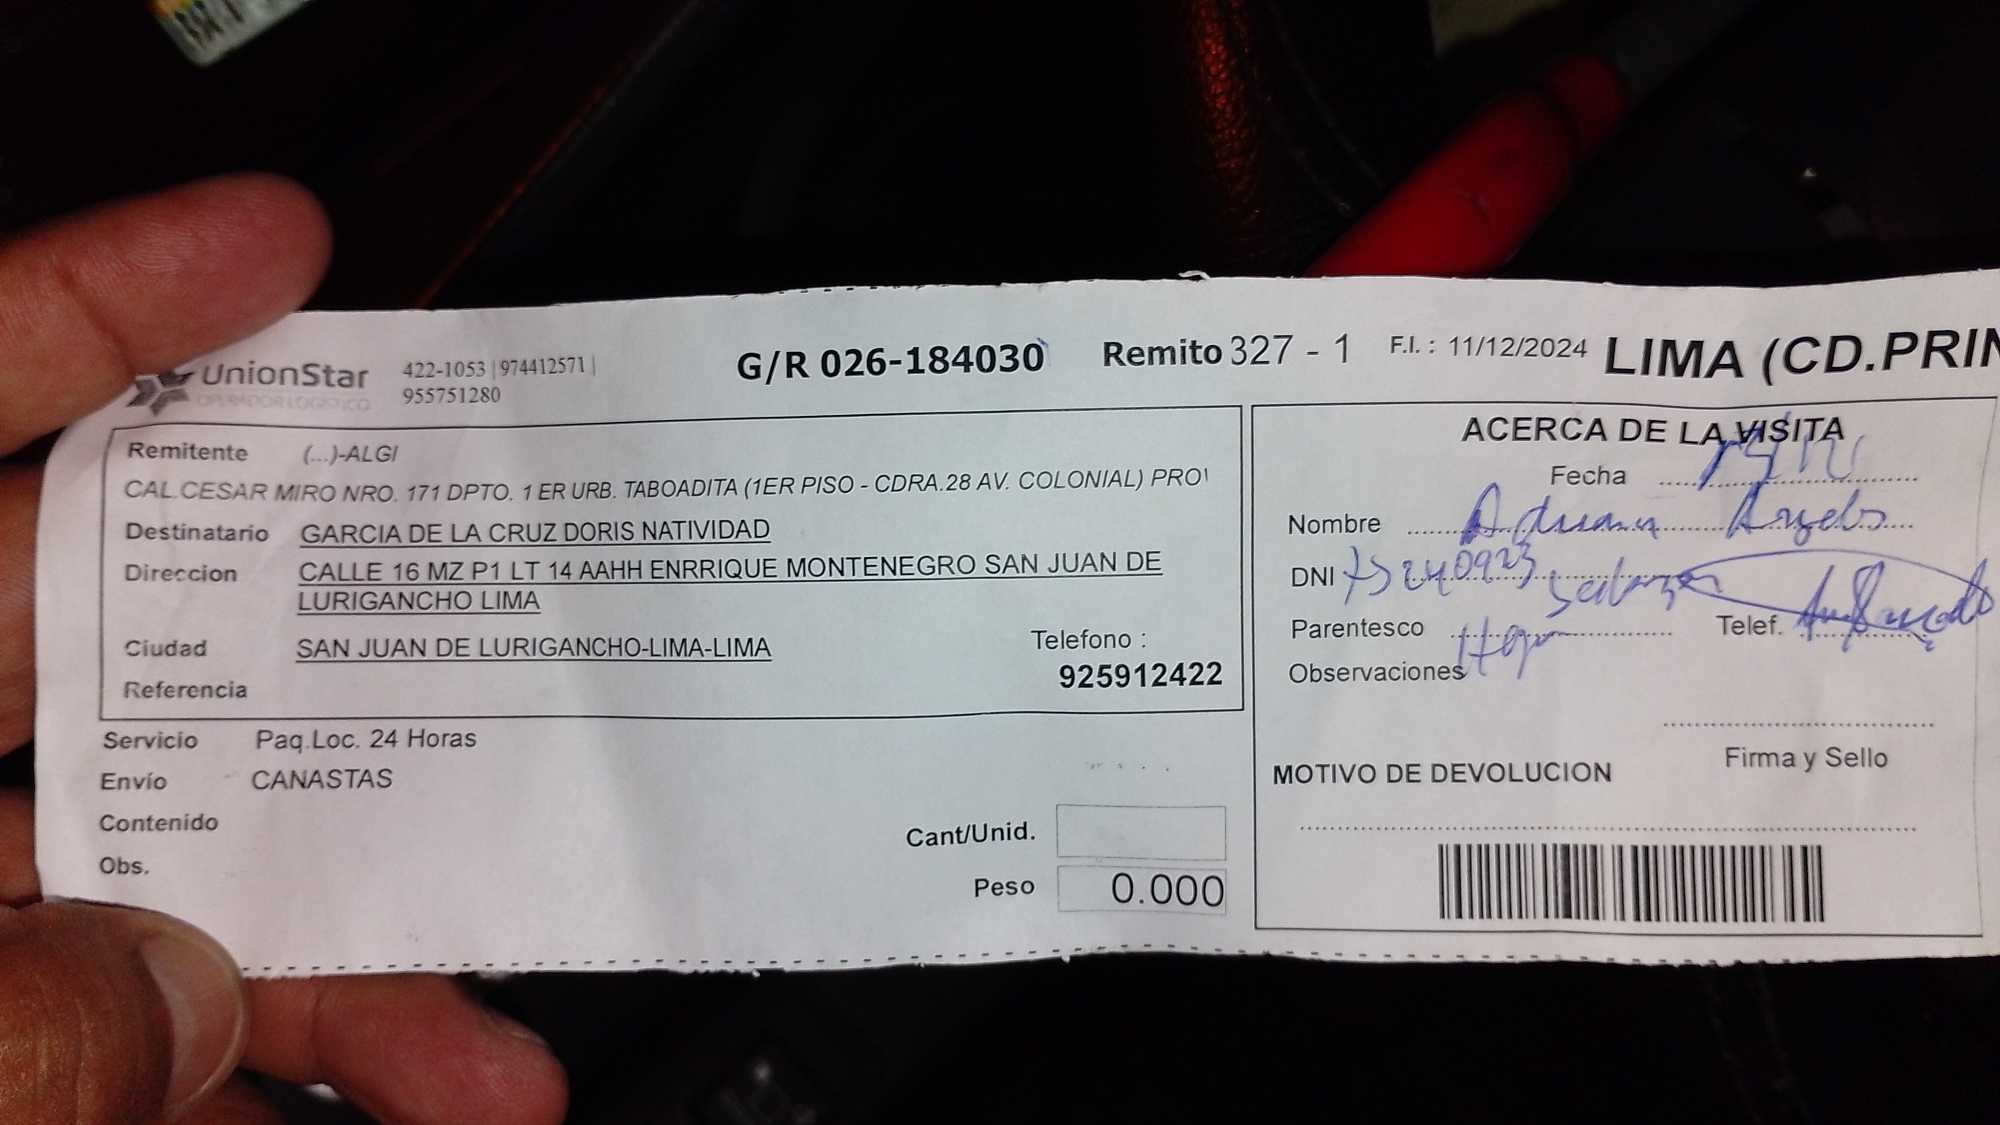 UnionStar
OPERADOR LOGISTICO
422-1053 | 974412571 |
955751280
G/R 026-184030
Remito 327 - 1
F.I. : 11/12/2024
LIMA (CD.PRIN
Remitente (...)-ALGI
CAL.CESAR MIRO NRO. 171 DPTO. 1 ER URB. TABOADITA (1ER PISO - CDRA.28 AV. COLONIAL) PRO
Destinatario GARCIA DE LA CRUZ DORIS NATIVIDAD
Direccion CALLE 16 MZ P1 LT 14 AAHH ENRRIQUE MONTENEGRO SAN JUAN DE
LURIGANCHO LIMA
Ciudad SAN JUAN DE LURIGANCHO-LIMA-LIMA
Telefono :
925912422
Referencia
Servicio Paq.Loc. 24 Horas
Envío CANASTAS
Contenido
Obs.
Cant/Unid.
Peso 0.000
ACERCA DE LA VISITA
Fecha
Nombre
DNI 75240923
Parentesco
Telef.
Observaciones
Firma y Sello
MOTIVO DE DEVOLUCION